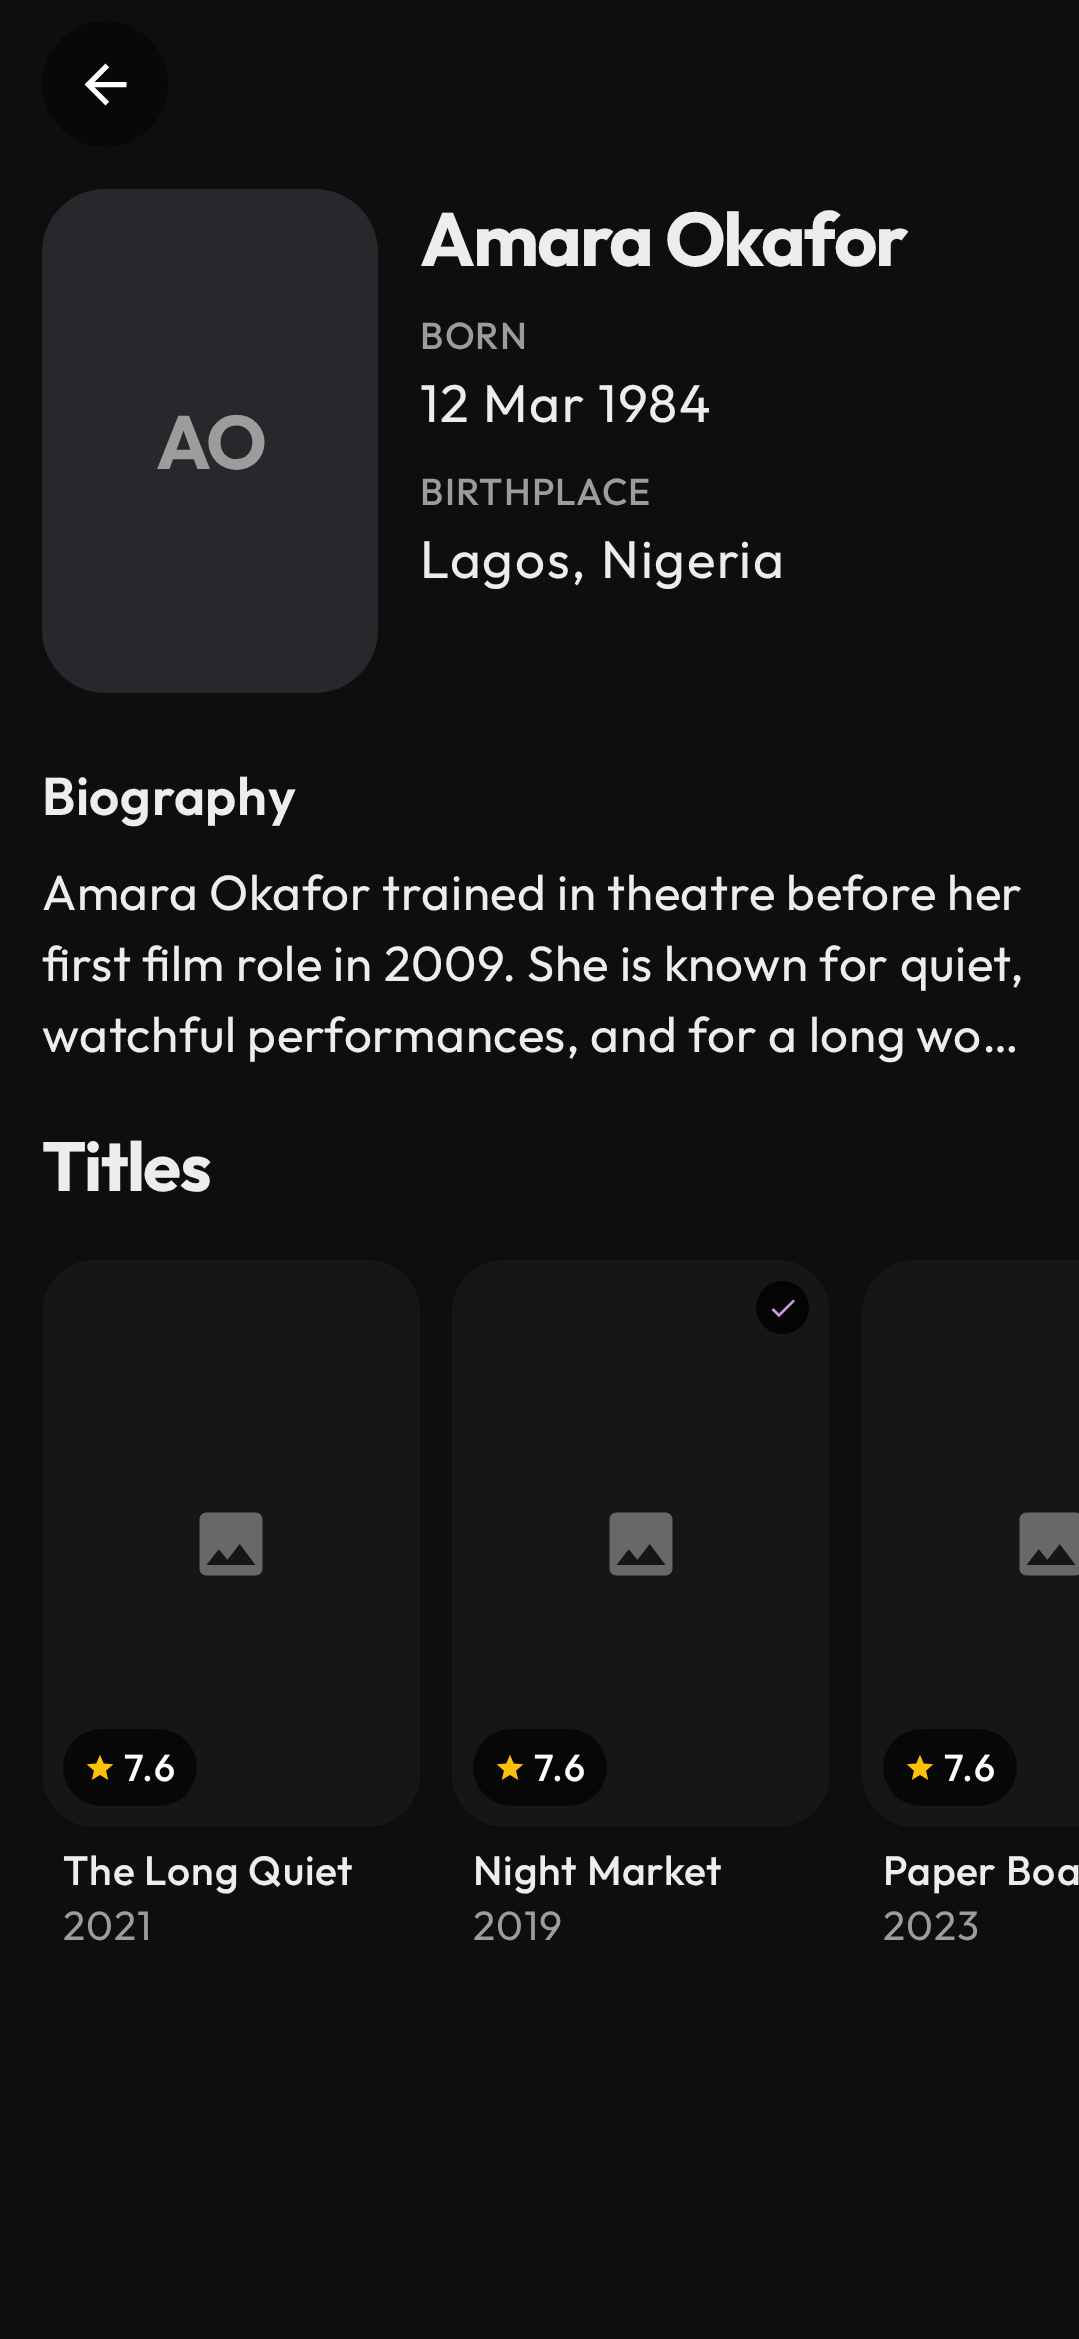 Amara Okafor
BORN
12 Mar 1984
AO
BIRTHPLACE
Lagos, Nigeria
Biography
Amara Okafor trained in theatre before her
first film role in 2009. She is known for quiet,
watchful performances, and for a long wo...
Titles
7.6
7.6
7.6
The Long Quiet
Night Market
Paper Boa
2021
2019
2023